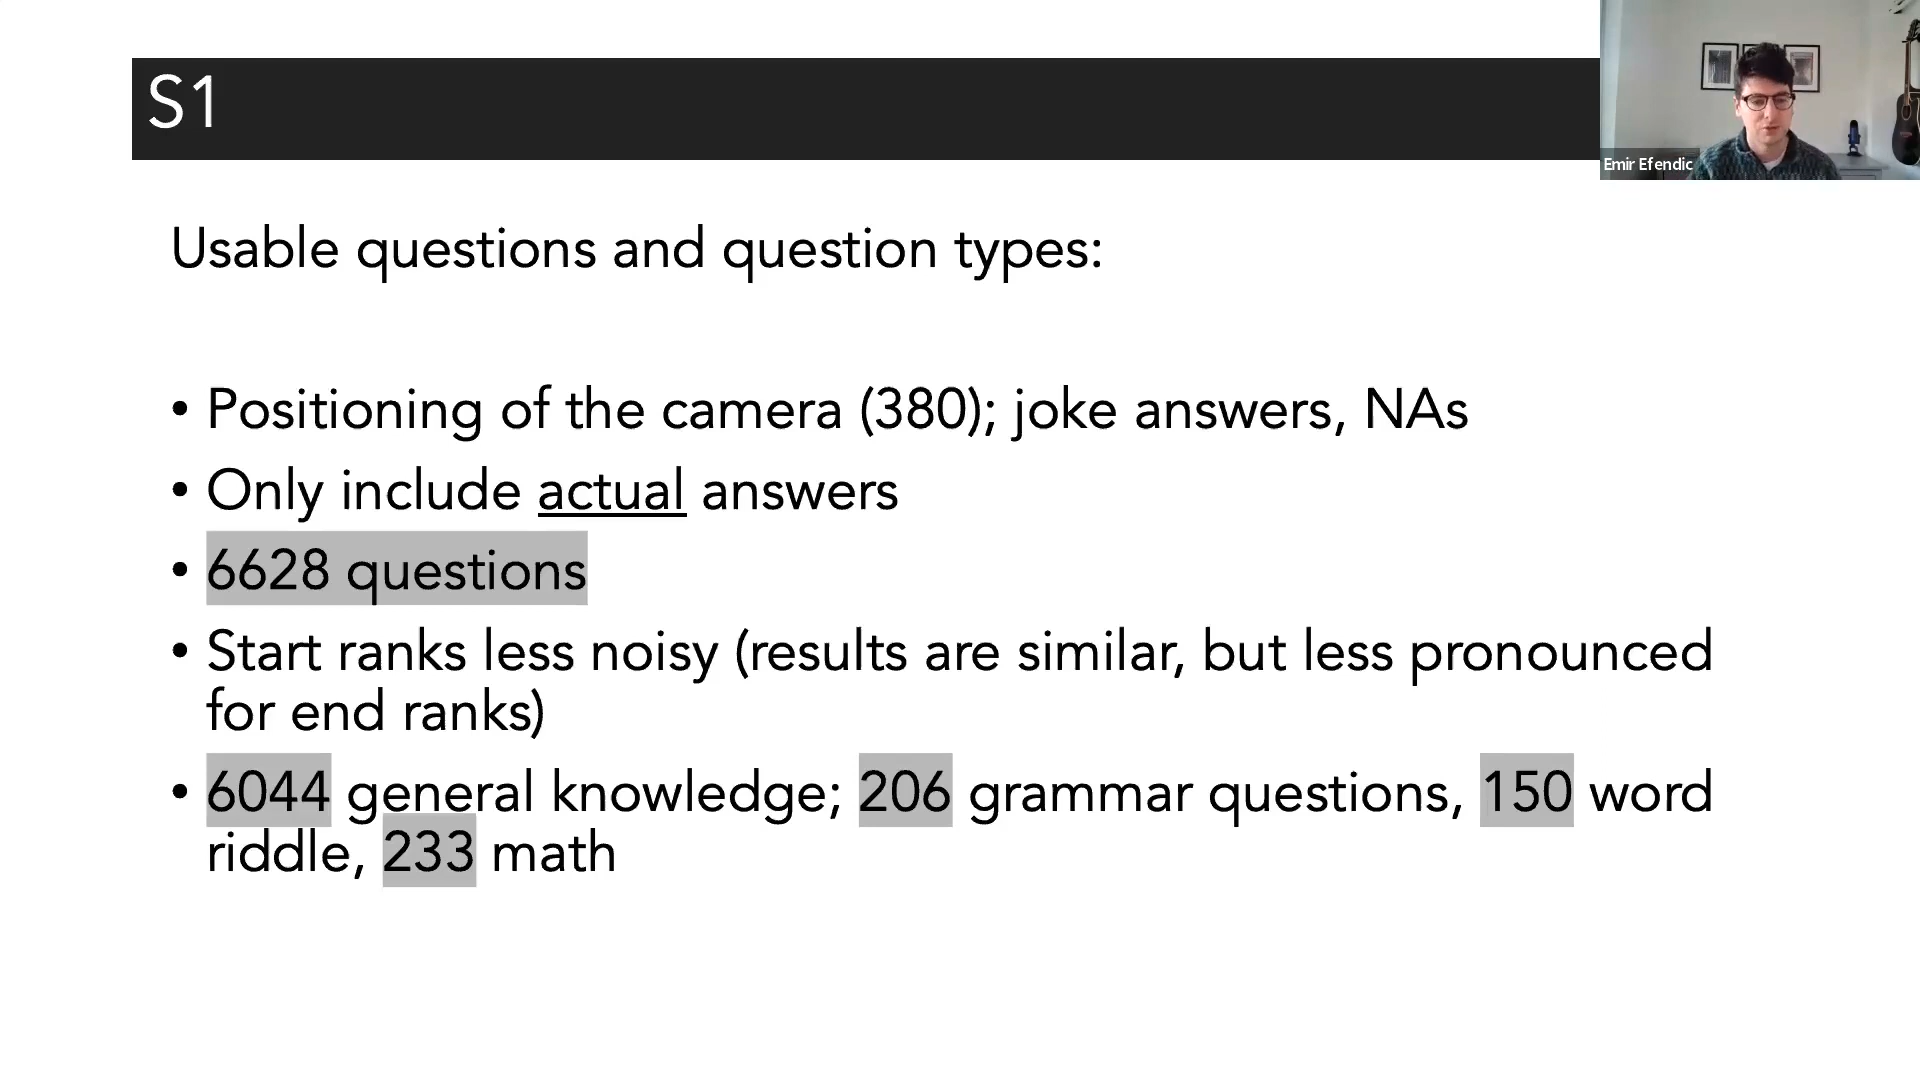 S1
Emir Efendic
Usable questions and question types:
• Positioning of the camera (380); joke answers, NAs
• Only include actual answers
• 6628 questions
• Start ranks less noisy (results are similar, but less pronounced
for end ranks)
• 6044 general knowledge; 206 grammar questions, 150 word
riddle, 233 math